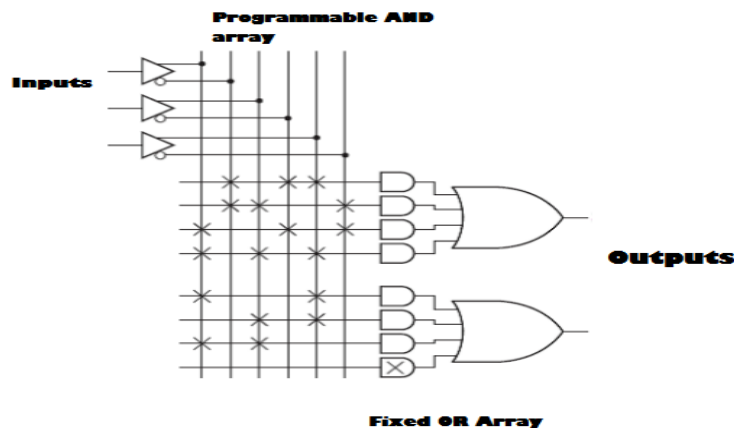 Programmable AND
array
Inputs
Outputs
Fixed OR Array